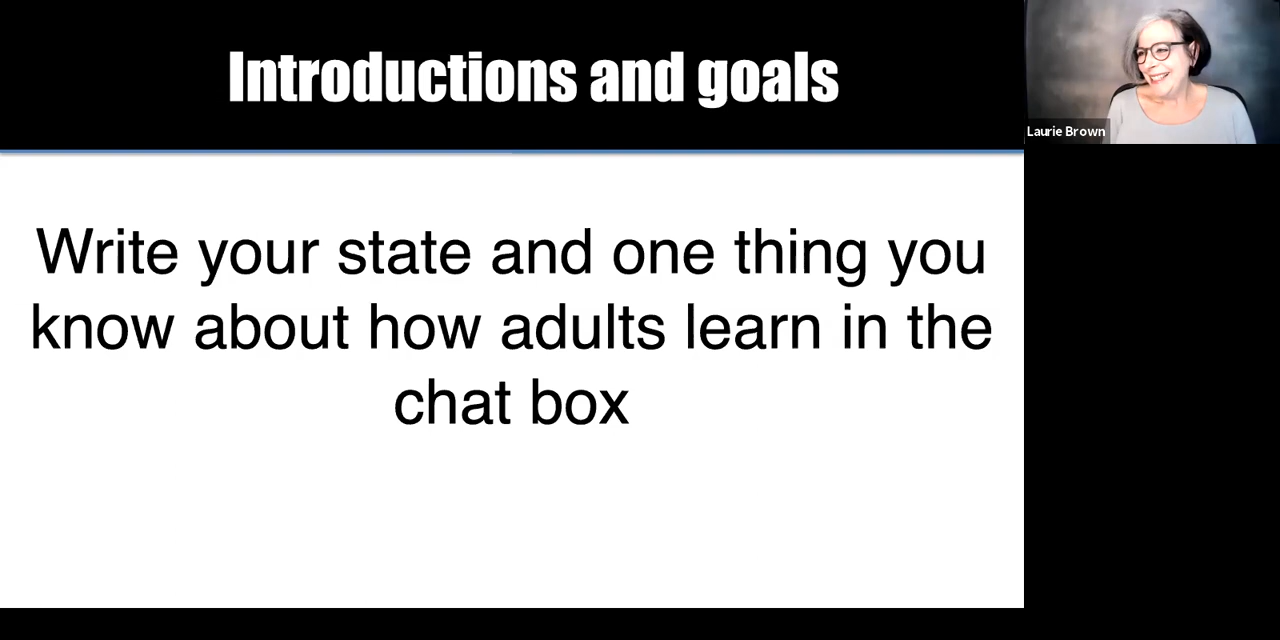 Introductions and goals
Laurie Brown
Write your state and one thing you
know about how adults learn in the
chat box